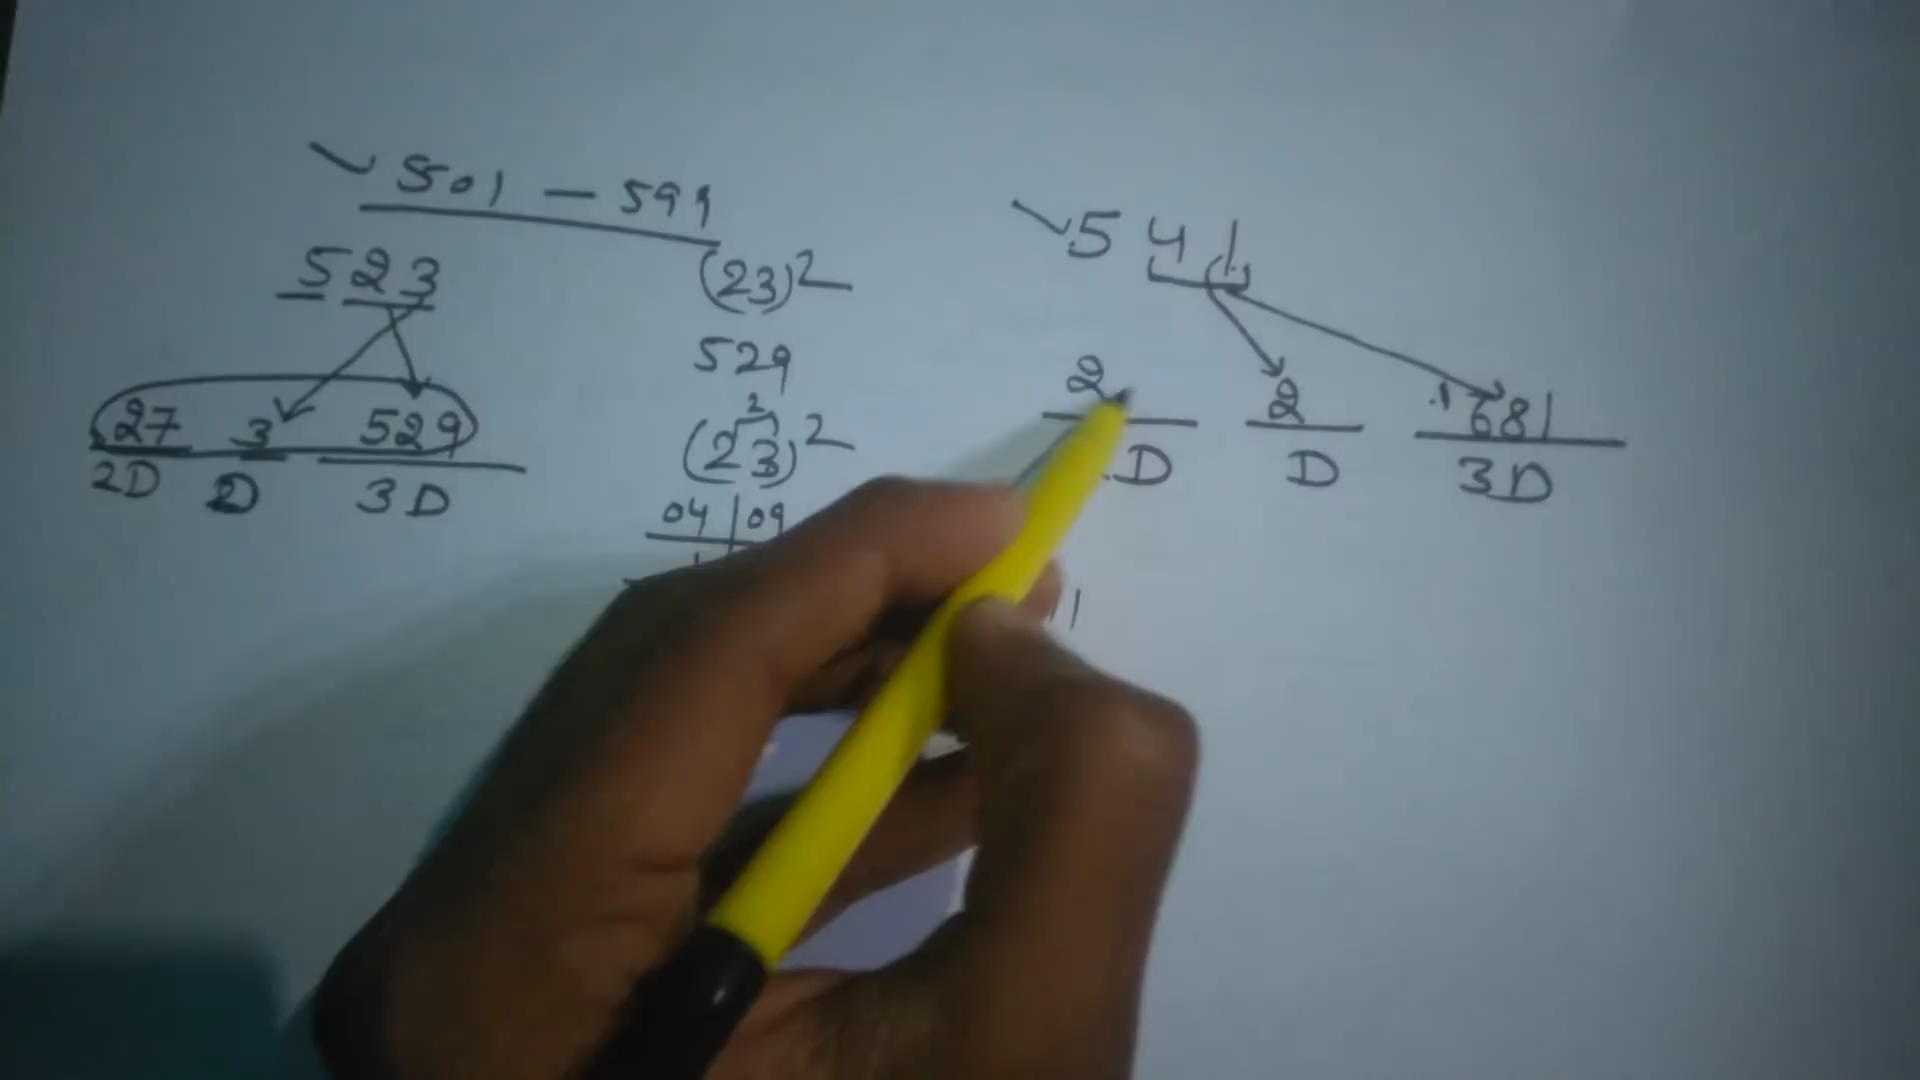 501 — 599
523
27 3 529
2D D 3D
(23)²
529
2
(23)²
04 | 09
541
2 2 1681
D D 3D